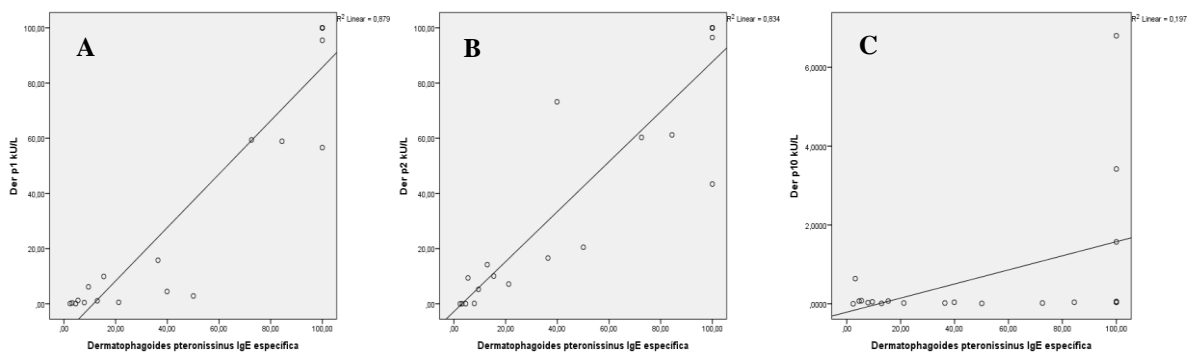 A
R² Linear = 0,879
Der p1 kU/L
100,00
80,00
60,00
40,00
20,00
,00
,00 20,00 40,00 60,00 80,00 100,00
Dermatophagoides pteronissinus IgE específica
B
R² Linear = 0,834
Der p2 kU/L
100,00
80,00
60,00
40,00
20,00
,00
,00 20,00 40,00 60,00 80,00 100,00
Dermatophagoides pteronissinus IgE específica
C
R² Linear = 0,197
Der p10 kU/L
6,0000
4,0000
2,0000
,0000
,00 20,00 40,00 60,00 80,00 100,00
Dermatophagoides pteronissinus IgE específica